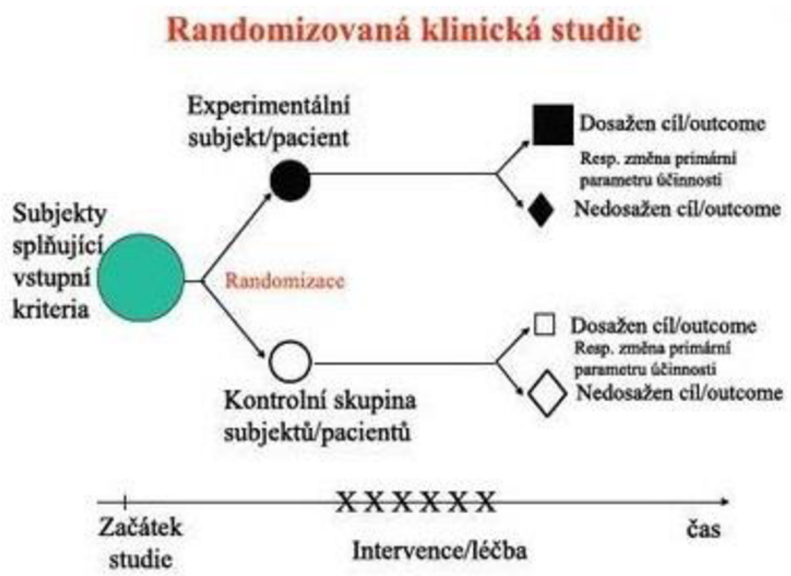 Randomizovaná klinická studie
Experimentální
subjekt/pacient
Dosažen cíl/outcome
Resp. změna primární
parametru účinnosti
Nedosažen cíl/outcome
Subjekty
splňující
vstupní
kriteria
Randomizace
Dosažen cíl/outcome
Resp. změna primární
parametru účinnosti
Nedosažen cíl/outcome
Kontrolní skupina
subjektů/pacientů
XXXXXX
Začátek
studie
Intervence/léčba
čas